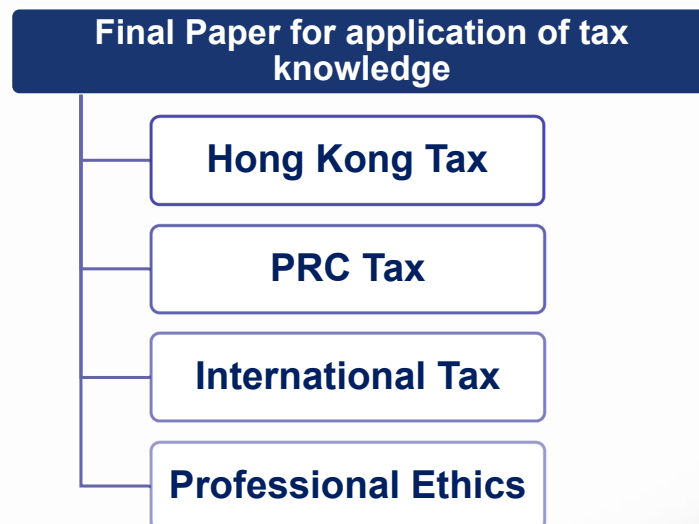 Final Paper for application of tax
knowledge
Hong Kong Tax
PRC Tax
International Tax
Professional Ethics